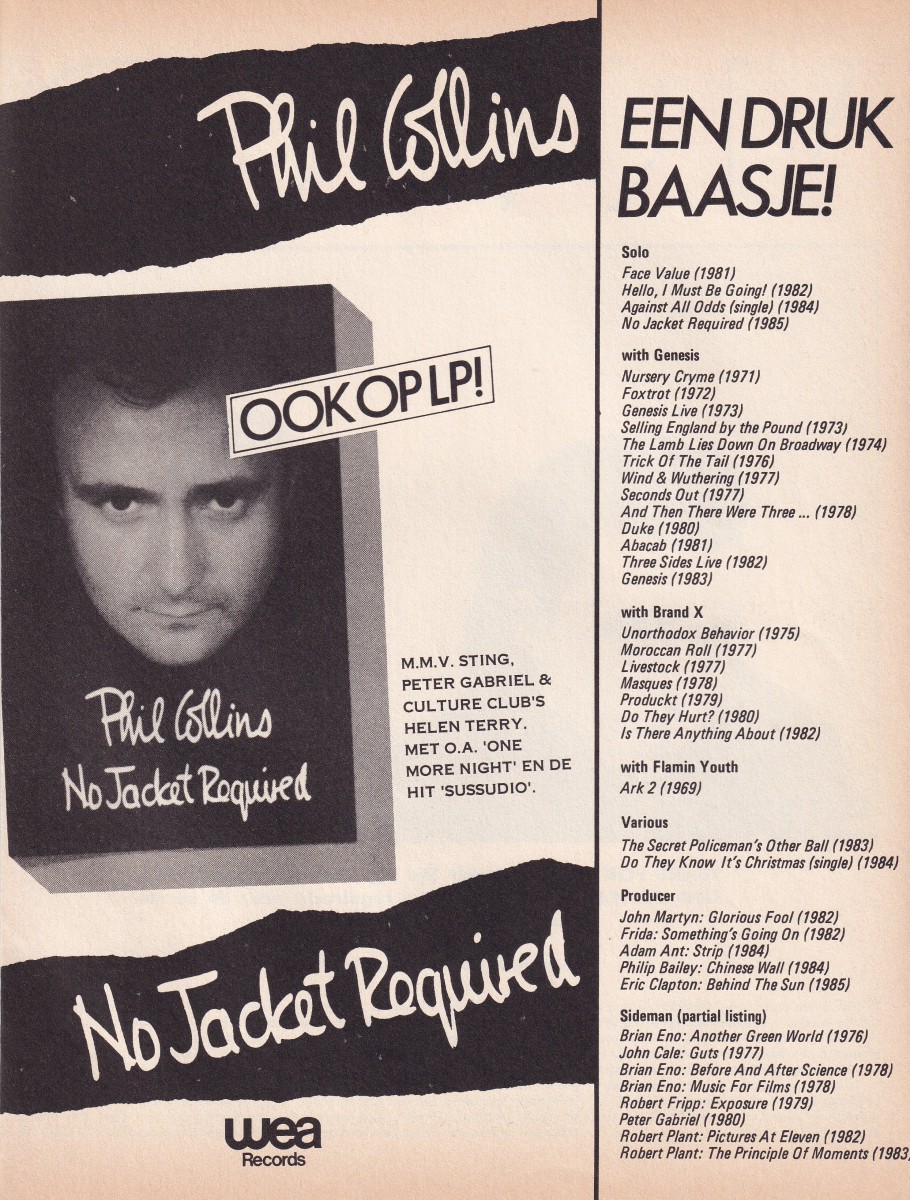 Phil Collins
OOK OP LP!
Phil Collins
No Jacket Required
M.M.V. STING,
PETER GABRIEL &
CULTURE CLUB'S
HELEN TERRY.
MET O.A. 'ONE
MORE NIGHT' EN DE
HIT 'SUSSUDIO'.
No Jacket Required
wea
Records
EEN DRUK
BAASJE!
Solo
Face Value (1981)
Hello, I Must Be Going! (1982)
Against All Odds (single) (1984)
No Jacket Required (1985)
with Genesis
Nursery Cryme (1971)
Foxtrot (1972)
Genesis Live (1973)
Selling England by the Pound (1973)
The Lamb Lies Down On Broadway (1974)
Trick Of The Tail (1976)
Wind & Wuthering (1977)
Seconds Out (1977)
And Then There Were Three ... (1978)
Duke (1980)
Abacab (1981)
Three Sides Live (1982)
Genesis (1983)
with Brand X
Unorthodox Behavior (1975)
Moroccan Roll (1977)
Livestock (1977)
Masques (1978)
Produckt (1979)
Do They Hurt? (1980)
Is There Anything About (1982)
with Flamin Youth
Ark 2 (1969)
Various
The Secret Policeman's Other Ball (1983)
Do They Know It's Christmas (single) (1984)
Producer
John Martyn: Glorious Fool (1982)
Frida: Something's Going On (1982)
Adam Ant: Strip (1984)
Philip Bailey: Chinese Wall (1984)
Eric Clapton: Behind The Sun (1985)
Sideman (partial listing)
Brian Eno: Another Green World (1976)
John Cale: Guts (1977)
Brian Eno: Before And After Science (1978)
Brian Eno: Music For Films (1978)
Robert Fripp: Exposure (1979)
Peter Gabriel (1980)
Robert Plant: Pictures At Eleven (1982)
Robert Plant: The Principle Of Moments (1983)